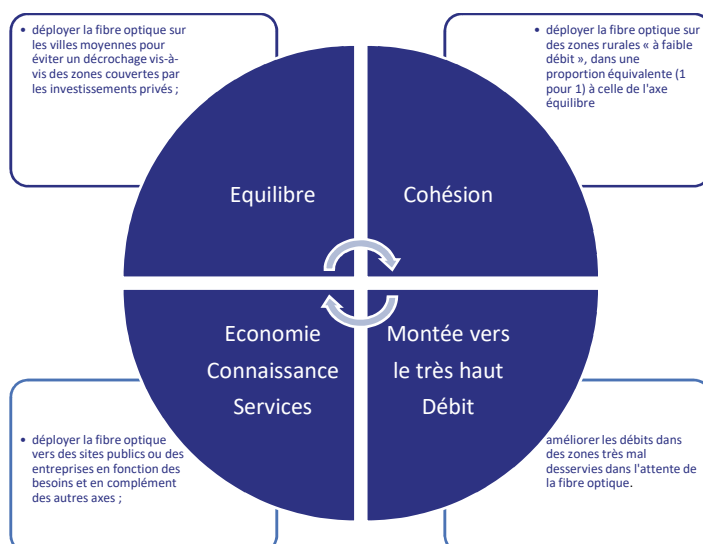 • déployer la fibre optique sur
les villes moyennes pour
éviter un décrochage vis-à-
vis des zones couvertes par
les investissements privés ;
• déployer la fibre optique sur
des zones rurales « à faible
débit », dans une
proportion équivalente (1
pour 1) à celle de l'axe
équilibre
Equilibre
Cohésion
Economie
Connaissance
Services
Montée vers
le très haut
Débit
• déployer la fibre optique
vers des sites publics ou des
entreprises en fonction des
besoins et en complément
des autres axes ;
améliorer les débits dans
des zones très mal
desservies dans l'attente de
la fibre optique.